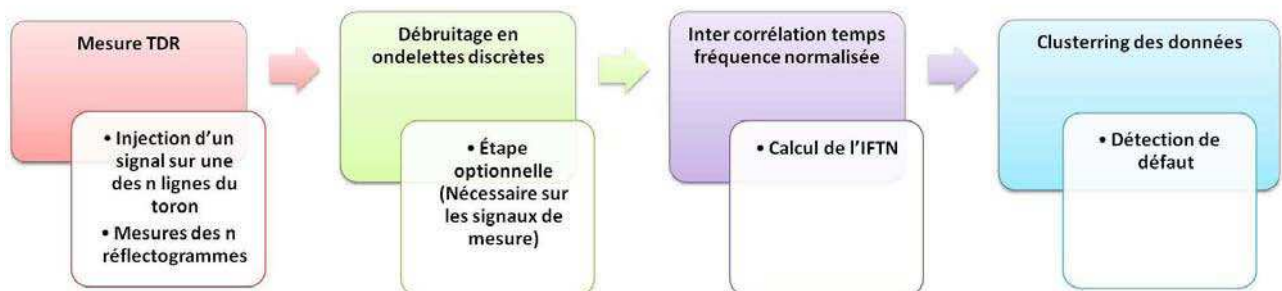 Mesure TDR
• Injection d'un
signal sur une
des n lignes du
toron
• Mesures des n
réflectogrammes
Débruitage en
ondelettes discrètes
• Étape
optionnelle
(Nécessaire sur
les signaux de
mesure)
Inter corrélation temps
fréquence normalisée
• Calcul de l'IFTN
Clusterring des données
• Détection de
défaut